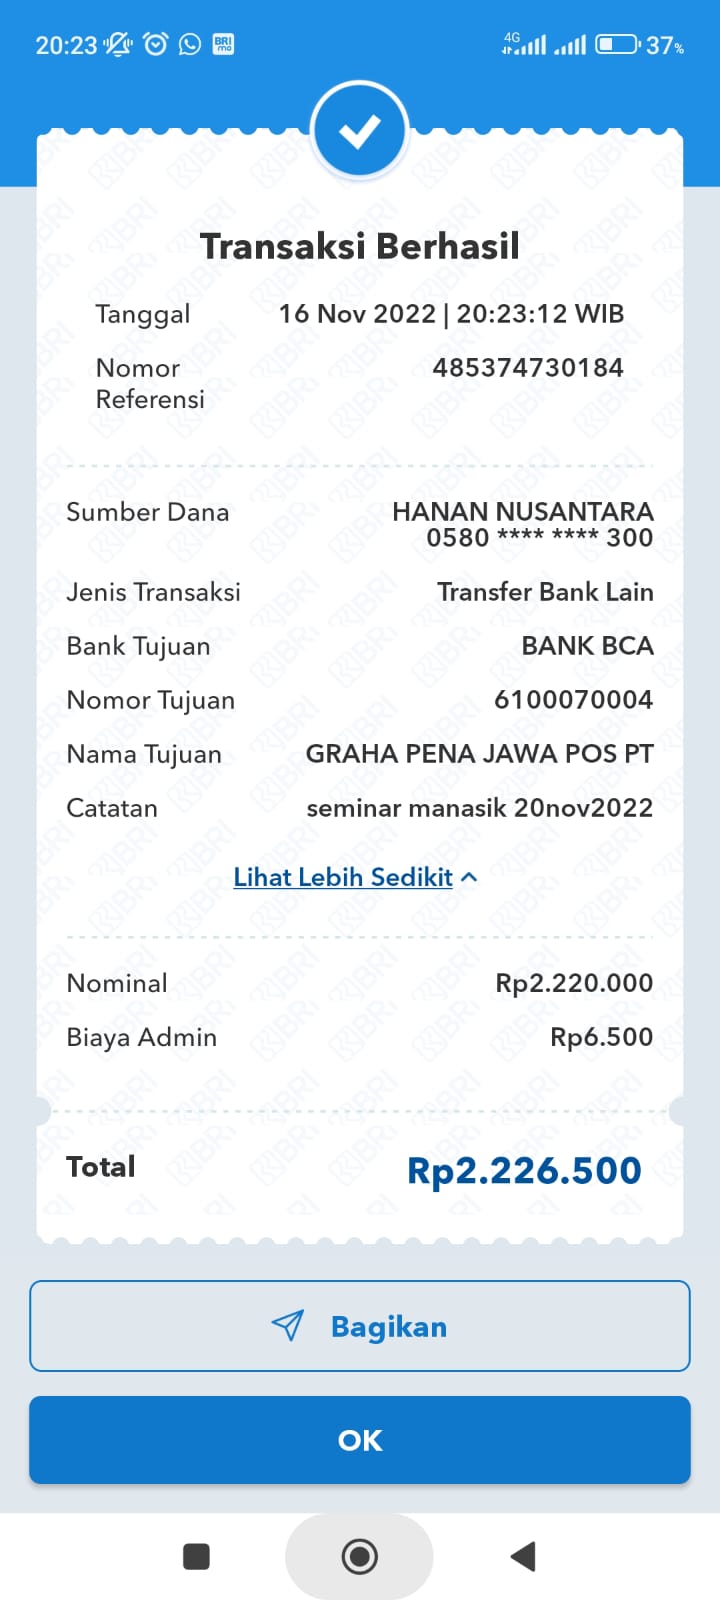 20:23 BRI mo 4G 37%
Transaksi Berhasil
Tanggal 16 Nov 2022 | 20:23:12 WIB
Nomor Referensi 485374730184
Sumber Dana HANAN NUSANTARA
0580 **** **** 300
Jenis Transaksi Transfer Bank Lain
Bank Tujuan BANK BCA
Nomor Tujuan 6100070004
Nama Tujuan GRAHA PENA JAWA POS PT
Catatan seminar manasik 20nov2022
Lihat Lebih Sedikit
Nominal Rp2.220.000
Biaya Admin Rp6.500
Total Rp2.226.500
Bagikan
OK